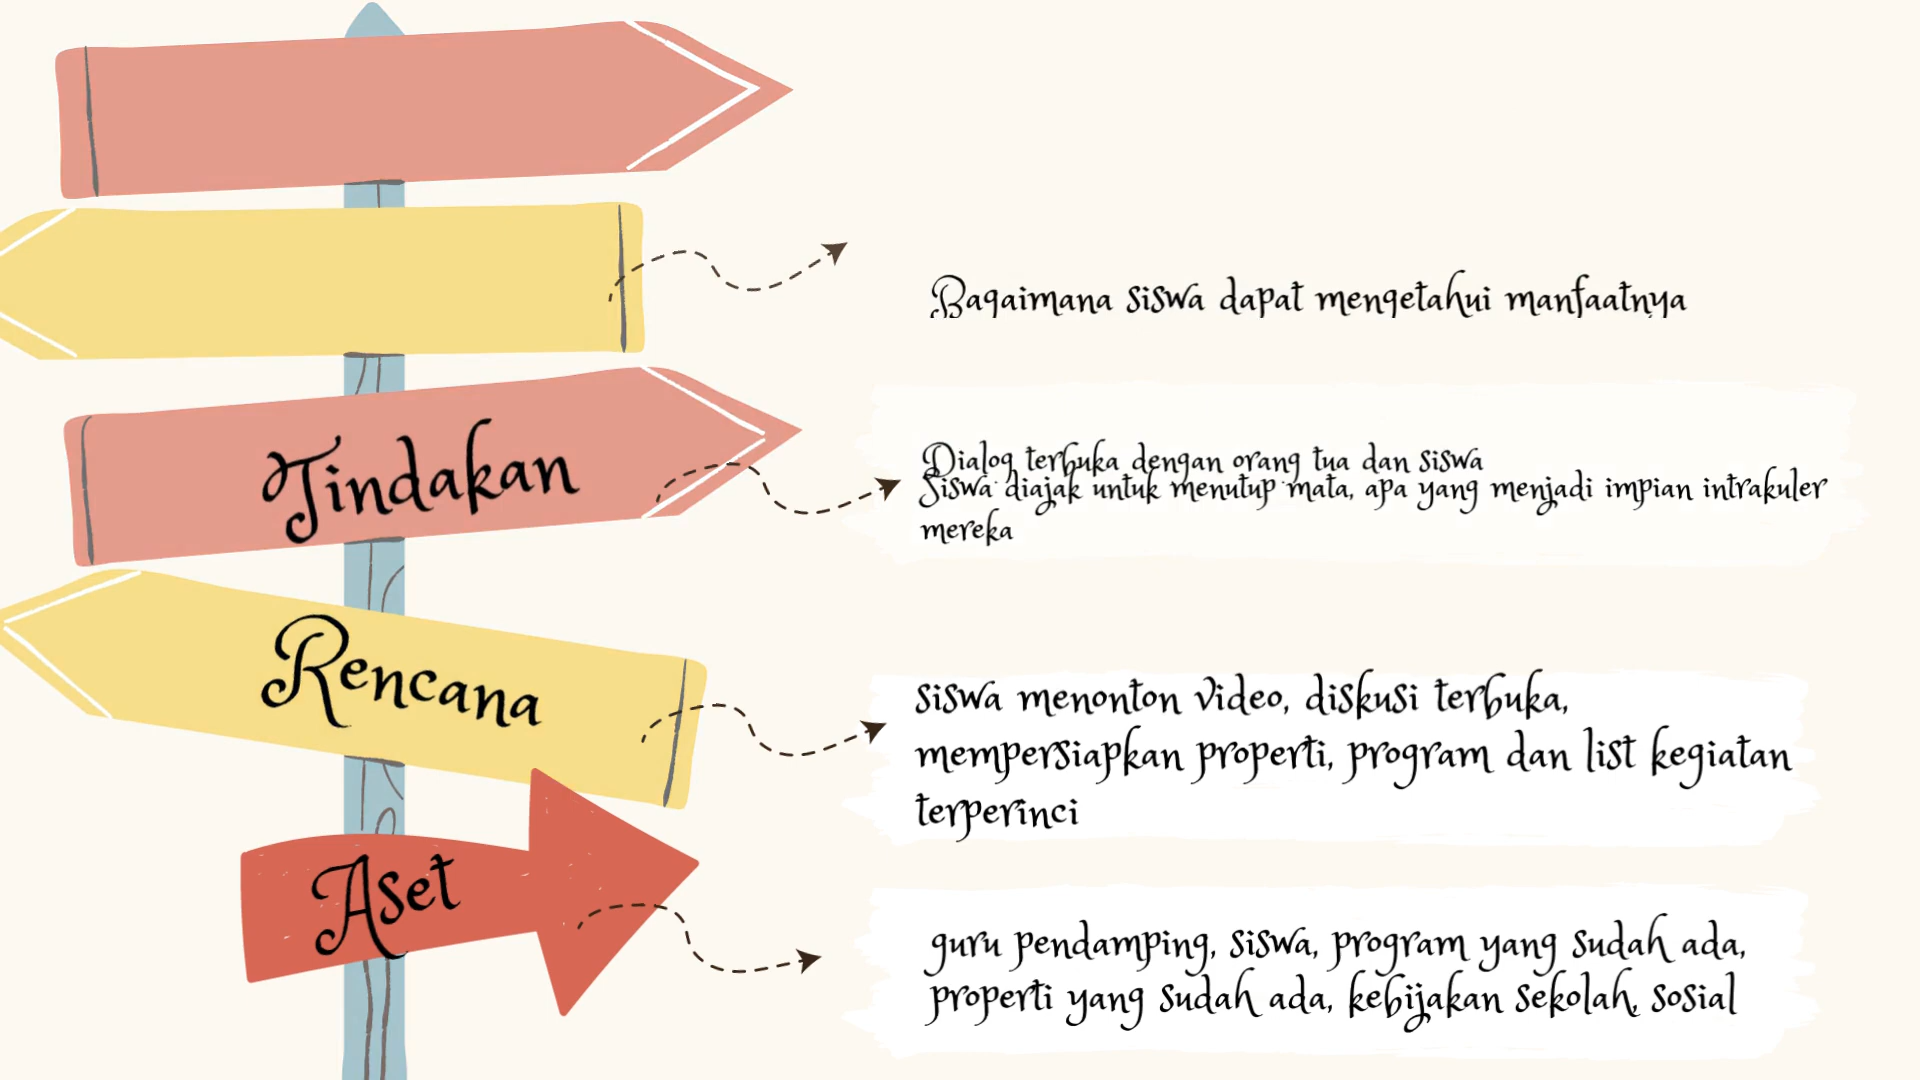 Bagaimana siswa dapat mengetahui manfaatnya
Tindakan
Dialog terbuka dengan orang tua dan siswa
Siswa diajak untuk menutup mata, apa yang menjadi impian intrakuler
mereka
Rencana
siswa menonton video, diskusi terbuka,
mempersiapkan properti, program dan list kegiatan
terperinci
Aset
guru pendamping, siswa, program yang sudah ada,
properti yang sudah ada, kebijakan sekolah, sosial